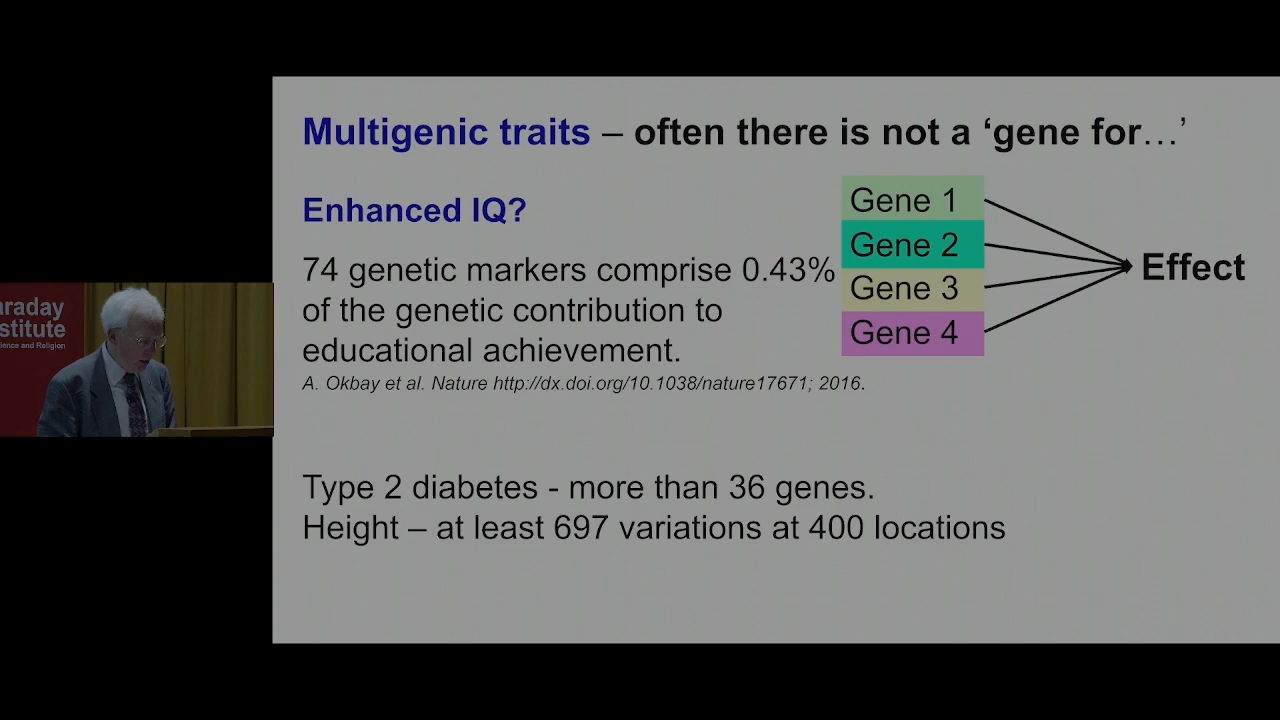 Multigenic traits – often there is not a ‘gene for…’
Enhanced IQ?
74 genetic markers comprise 0.43%
of the genetic contribution to
educational achievement.
A. Okbay et al. Nature http://dx.doi.org/10.1038/nature17671; 2016.
Gene 1
Gene 2
Gene 3
Gene 4
Effect
Type 2 diabetes - more than 36 genes.
Height – at least 697 variations at 400 locations
araday
stitute
ience and Religion